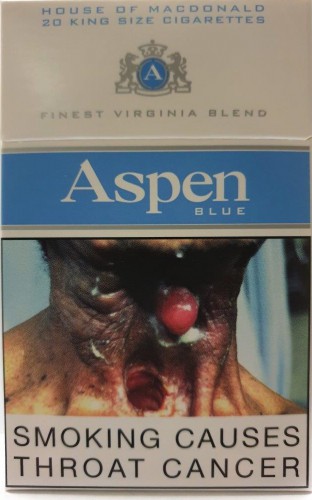 HOUSE OF MACDONALD
20 KING SIZE CIGARETTES
A
FINEST VIRGINIA BLEND
Aspen
BLUE
SMOKING CAUSES
THROAT CANCER